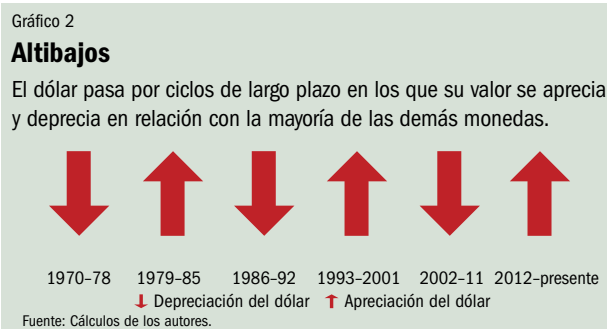 Gráfico 2
Altibajos
El dólar pasa por ciclos de largo plazo en los que su valor se aprecia
y deprecia en relación con la mayoría de las demás monedas.
1970–78 1979–85 1986–92 1993–2001 2002–11 2012–presente
Depreciación del dólar Apreciación del dólar
Fuente: Cálculos de los autores.